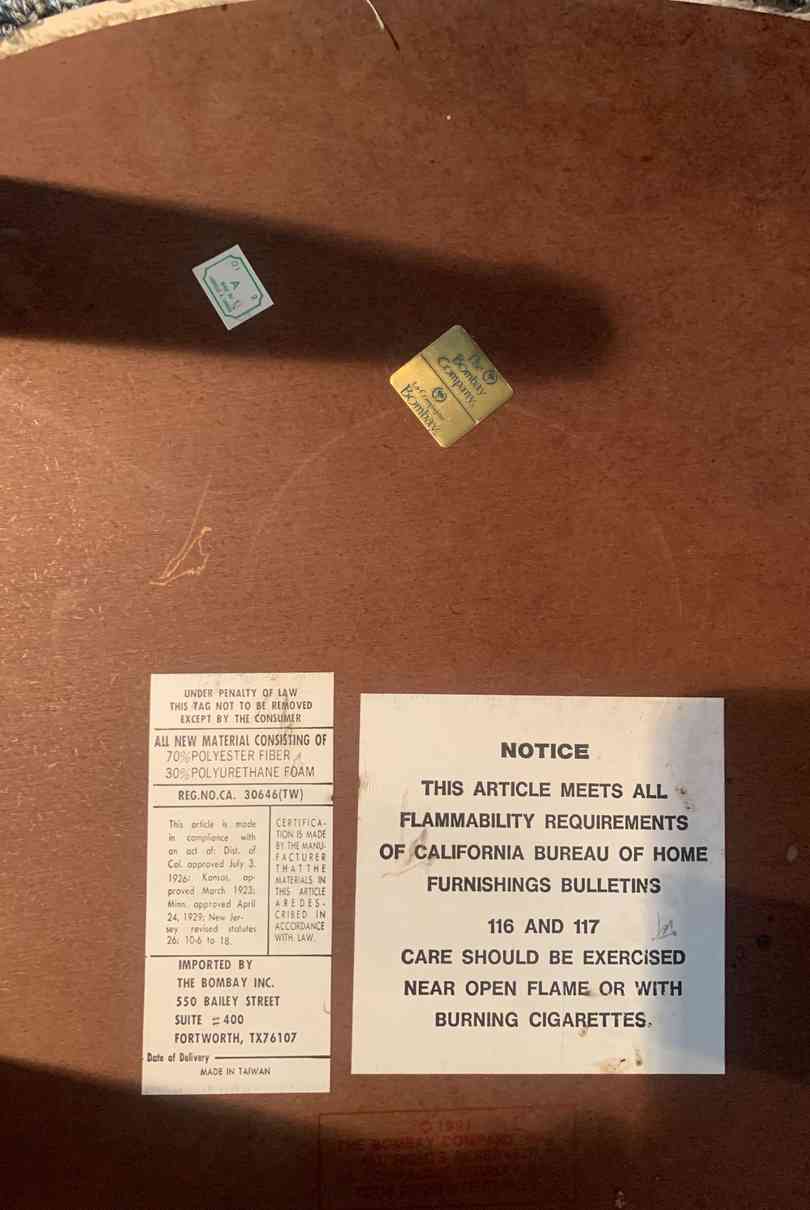 The
Bombay
Company.
La Compagnie
Bombay.
UNDER PENALTY OF LAW
THIS TAG NOT TO BE REMOVED
EXCEPT BY THE CONSUMER
ALL NEW MATERIAL CONSISTING OF
70%POLYESTER FIBER
30%POLYURETHANE FOAM
REG.NO.CA. 30646(TW)
This article is made
in compliance with
an act of: Dist. of
Col. approved July 3,
1926: Kansas, ap-
proved March 1923;
Minn. approved April
24, 1929; New Jer-
sey revised statutes
26: 10-6 to 18.
CERTIFICA-
TION IS MADE
BY THE MANU-
FACTURER
THAT THE
MATERIALS IN
THIS ARTICLE
ARE DES-
CRIBED IN
ACCORDANCE
WITH LAW.
IMPORTED BY
THE BOMBAY INC.
550 BAILEY STREET
SUITE #400
FORTWORTH, TX76107
Date of Delivery
MADE IN TAIWAN
NOTICE
THIS ARTICLE MEETS ALL
FLAMMABILITY REQUIREMENTS
OF CALIFORNIA BUREAU OF HOME
FURNISHINGS BULLETINS
116 AND 117
CARE SHOULD BE EXERCISED
NEAR OPEN FLAME OR WITH
BURNING CIGARETTES.
© 1991
THE BOMBAY COMPANY